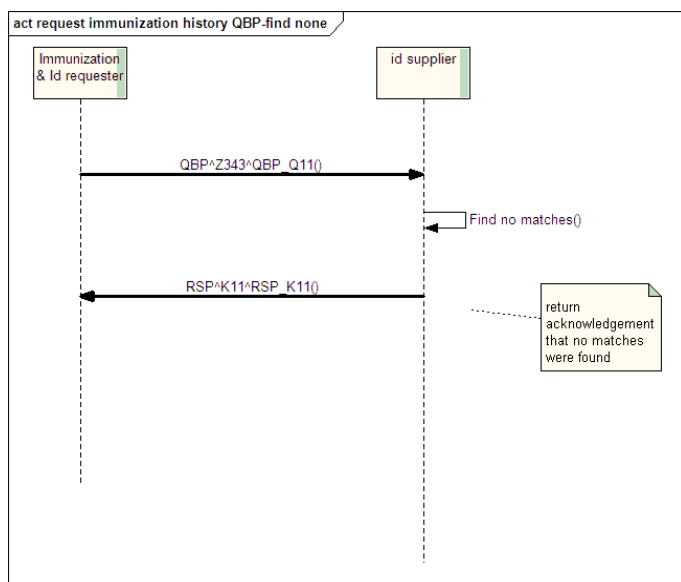 act request immunization history QBP-find none
Immunization
& Id requester
id supplier
QBP^Z343^QBP_Q11()
Find no matches()
RSP^K11^RSP_K11()
return
acknowledgement
that no matches
were found